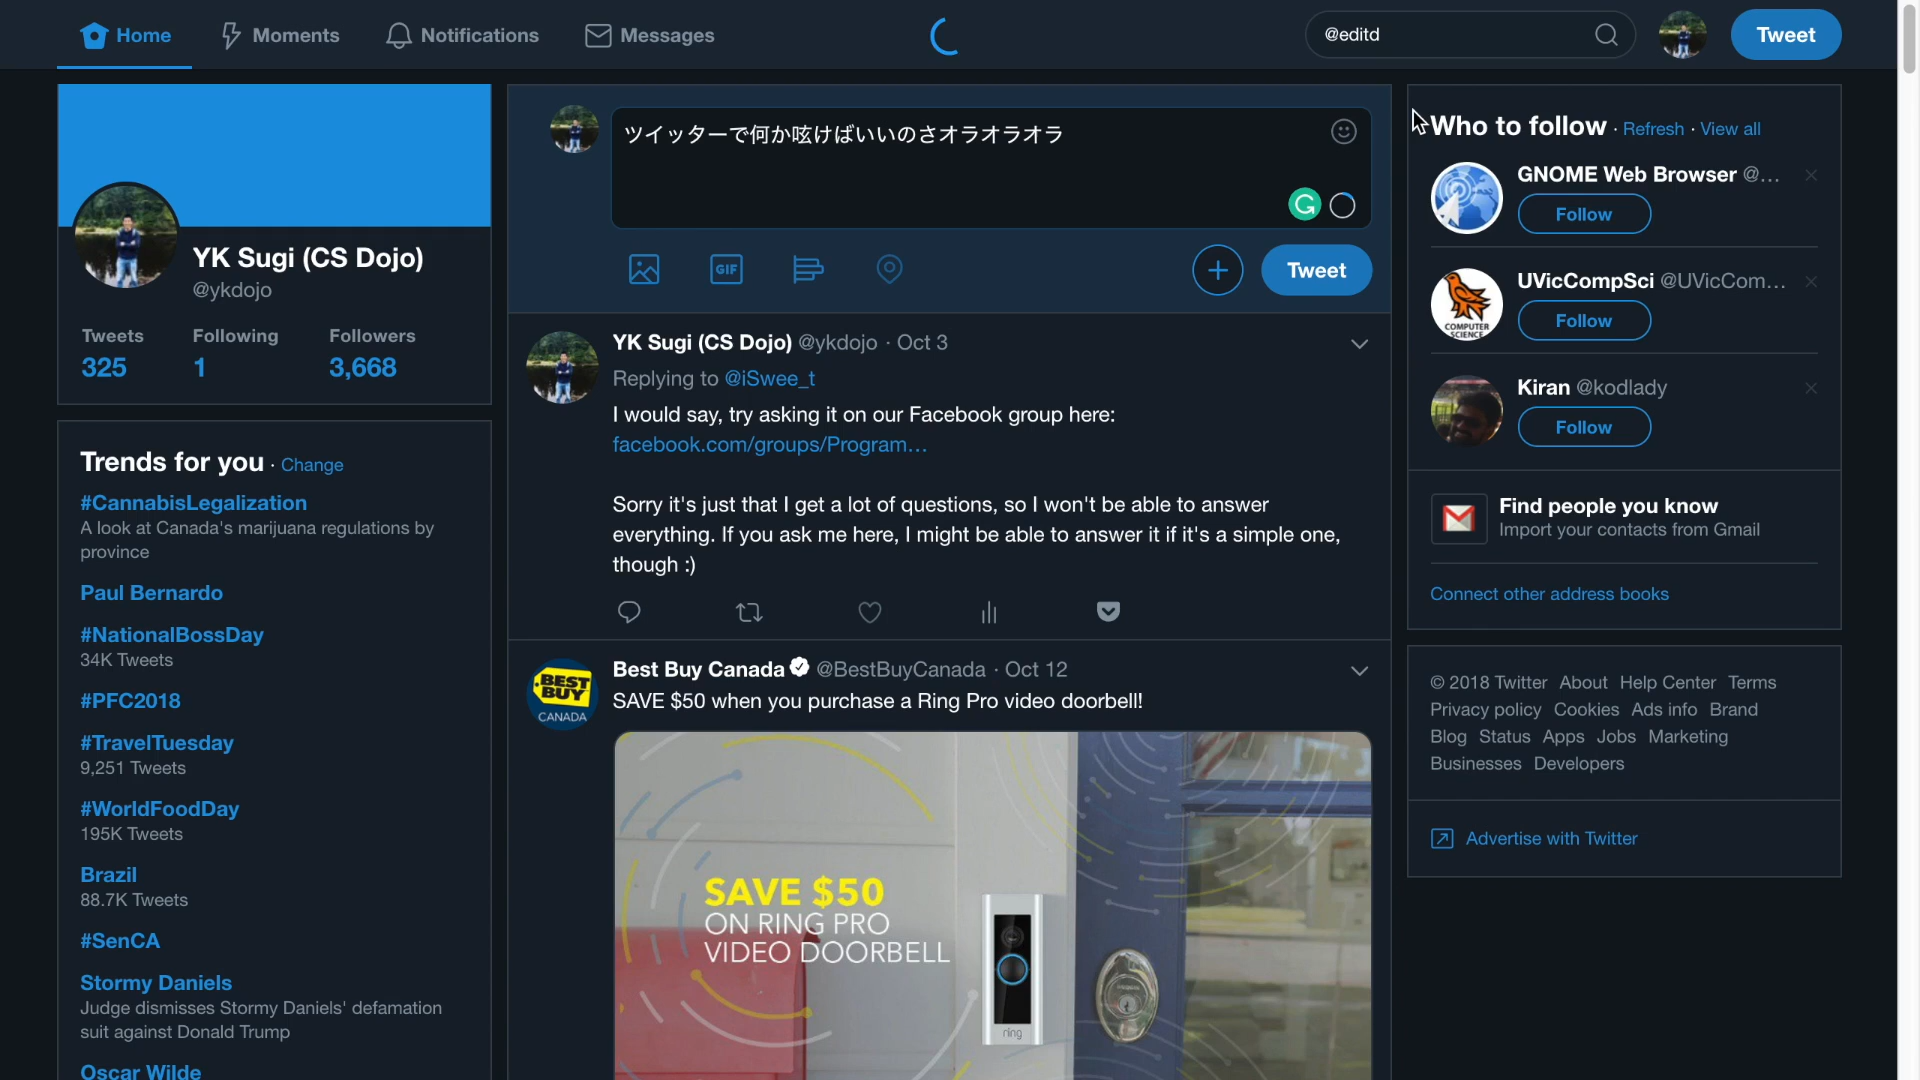 Home
Moments
Notifications
Messages
@editd
Tweet
YK Sugi (CS Dojo)
@ykdojo
Tweets Following Followers
325 1 3,668
Trends for you · Change
#CannabisLegalization
A look at Canada's marijuana regulations by
province
Paul Bernardo
#NationalBossDay
34K Tweets
#PFC2018
#TravelTuesday
9,251 Tweets
#WorldFoodDay
195K Tweets
Brazil
88.7K Tweets
#SenCA
Stormy Daniels
Judge dismisses Stormy Daniels' defamation
suit against Donald Trump
Oscar Wilde
ツイッターで何か呟けばいいのさオラオラオラ
GIF
Tweet
YK Sugi (CS Dojo) @ykdojo · Oct 3
Replying to @iSwee_t
I would say, try asking it on our Facebook group here:
facebook.com/groups/Program…
Sorry it's just that I get a lot of questions, so I won't be able to answer
everything. If you ask me here, I might be able to answer it if it's a simple one,
though :)
BEST
BUY
CANADA
Best Buy Canada @BestBuyCanada · Oct 12
SAVE $50 when you purchase a Ring Pro video doorbell!
SAVE $50
ON RING PRO
VIDEO DOORBELL
ring
Who to follow · Refresh · View all
GNOME Web Browser @...
Follow
COMPUTER
SCIENCE
UVicCompSci @UVicCom...
Follow
Kiran @kodlady
Follow
Find people you know
Import your contacts from Gmail
Connect other address books
© 2018 Twitter About Help Center Terms
Privacy policy Cookies Ads info Brand
Blog Status Apps Jobs Marketing
Businesses Developers
Advertise with Twitter